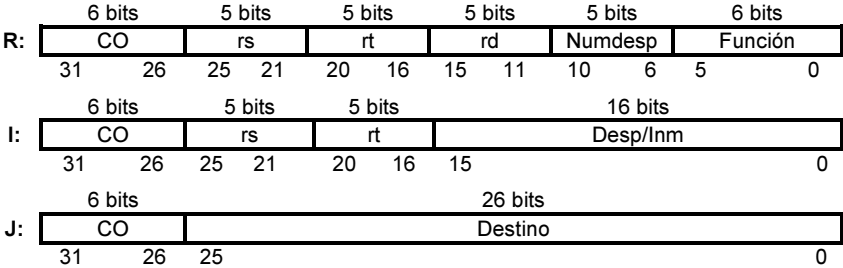 6 bits 5 bits 5 bits 5 bits 5 bits 6 bits
R: CO rs rt rd Numdesp Función
31 26 25 21 20 16 15 11 10 6 5 0
6 bits 5 bits 5 bits 16 bits
I: CO rs rt Desp/Inm
31 26 25 21 20 16 15 0
6 bits 26 bits
J: CO Destino
31 26 25 0